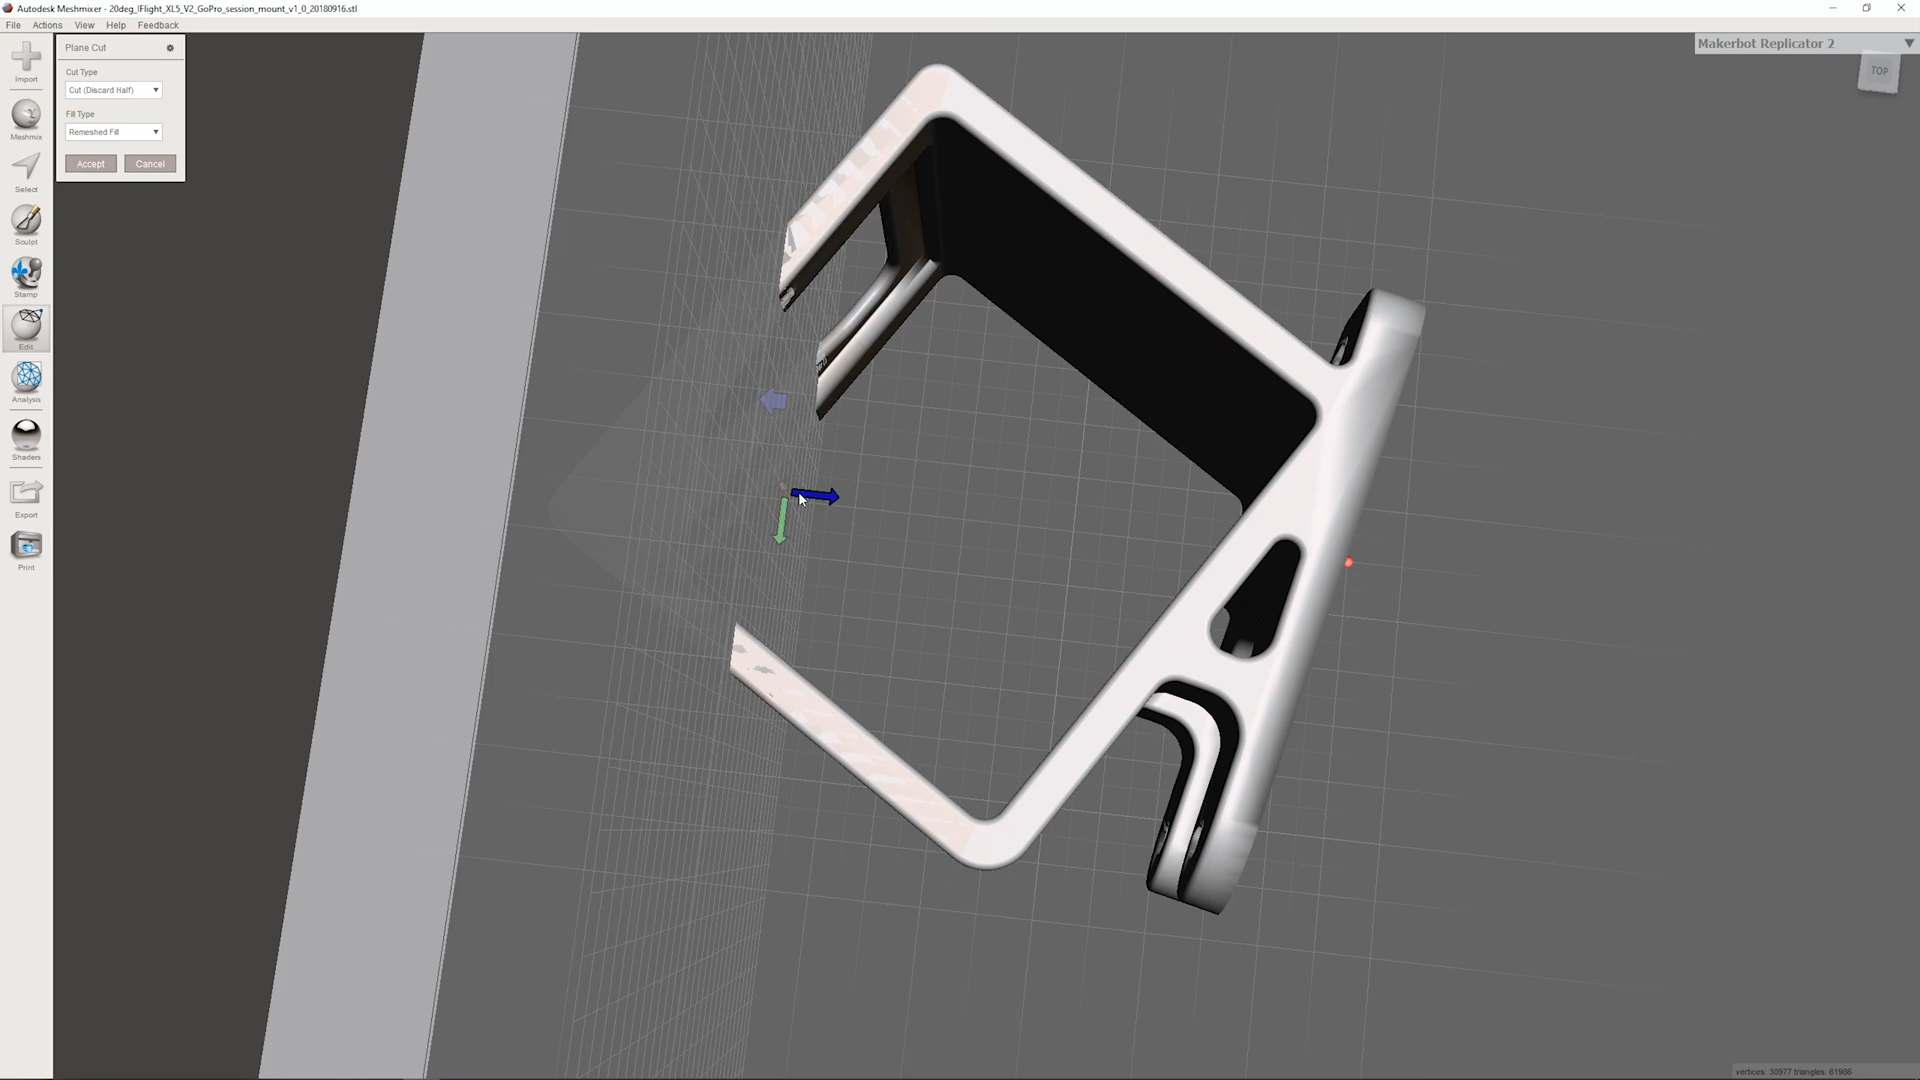 Autodesk Meshmixer - 20deg_IFlight_XL5_V2_GoPro_session_mount_v1_0_20180916.stl
File Actions View Help Feedback
Plane Cut
Cut Type
Cut (Discard Half)
Fill Type
Remeshed Fill
Accept Cancel
Import
Meshmix
Select
Sculpt
Stamp
Edit
Analysis
Shaders
Export
Print
Makerbot Replicator 2
TOP
vertices: 30977 triangles: 61986